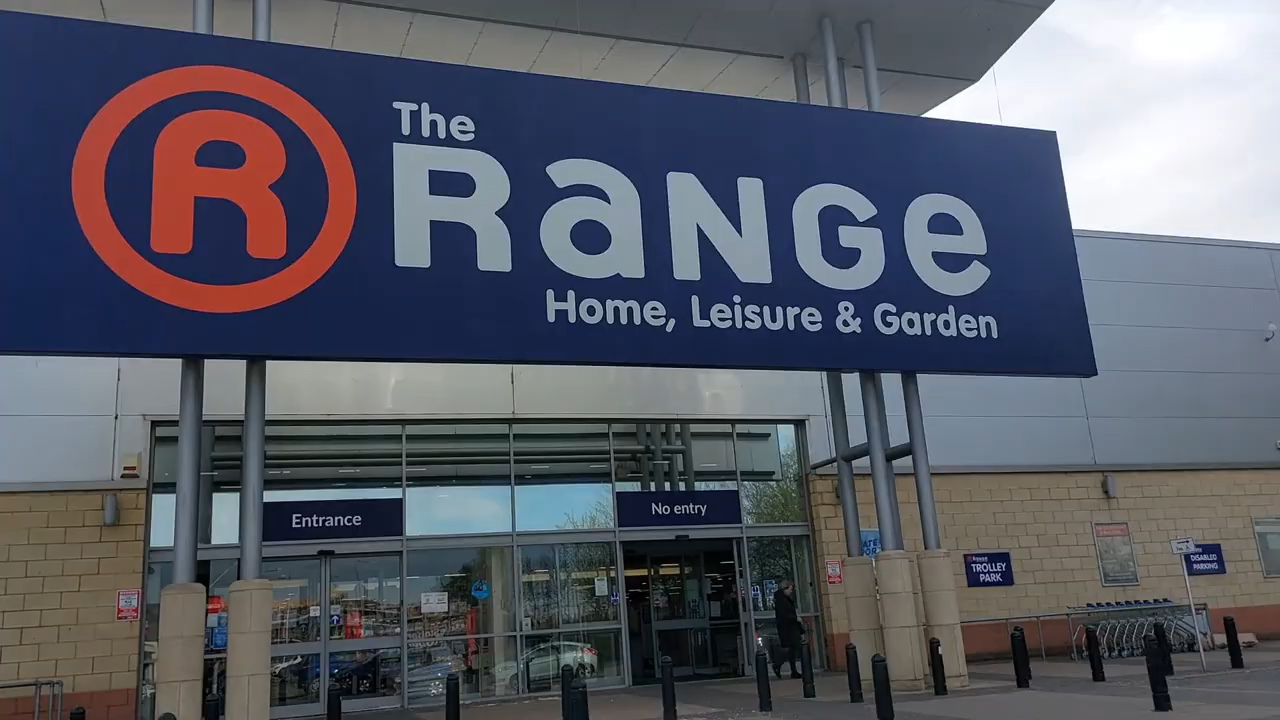 R
The
RaNGe
Home, Leisure & Garden
Entrance
No entry
TROLLEY
PARK
DISABLED
PARKING